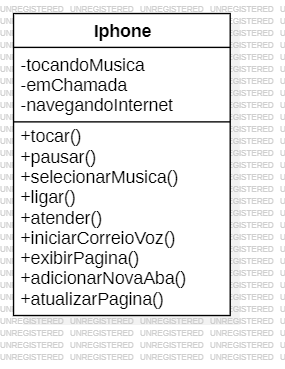 Iphone
-tocandoMusica
-emChamada
-navegandoInternet
+tocar()
+pausar()
+selecionarMusica()
+ligar()
+atender()
+iniciarCorreioVoz()
+exibirPagina()
+adicionarNovaAba()
+atualizarPagina()
UNREGISTERED UNREGISTERED UNREGISTERED UNREGISTERED